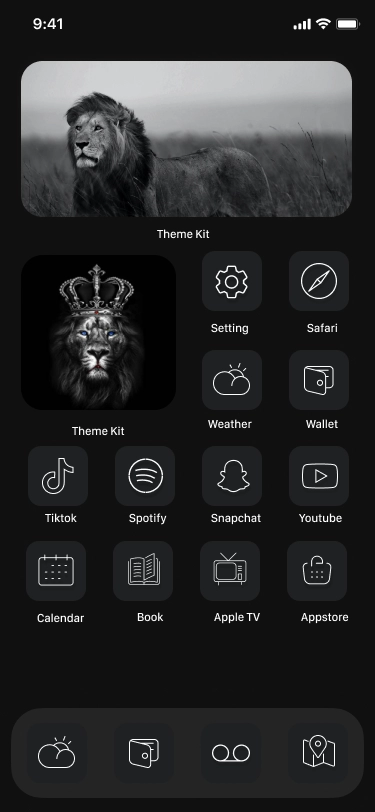 9:41
Theme Kit
Setting
Safari
Weather
Wallet
Theme Kit
Tiktok
Spotify
Snapchat
Youtube
Calendar
Book
Apple TV
Appstore